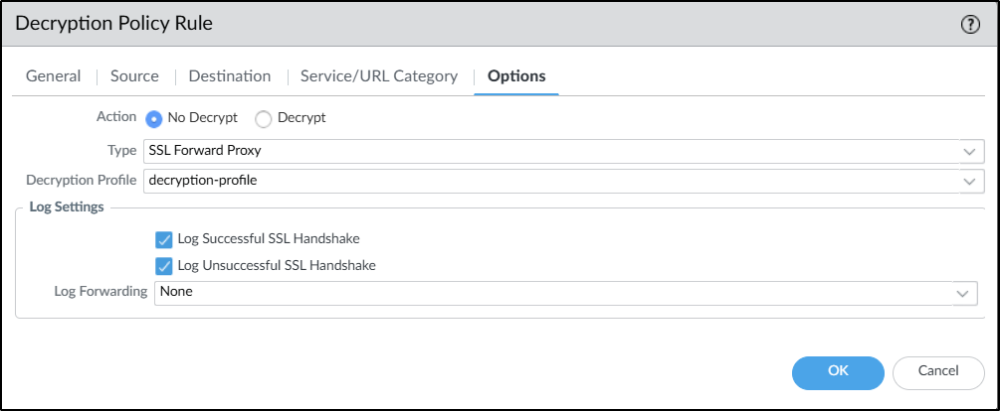 Decryption Policy Rule
?
General Source Destination Service/URL Category Options
Action No Decrypt Decrypt
Type SSL Forward Proxy
Decryption Profile decryption-profile
Log Settings
Log Successful SSL Handshake
Log Unsuccessful SSL Handshake
Log Forwarding None
OK Cancel